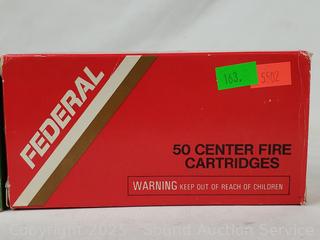 163.
5502
FEDERAL
50 CENTER FIRE
CARTRIDGES
WARNING KEEP OUT OF REACH OF CHILDREN
Copyright 2025 - Sound Auction Service